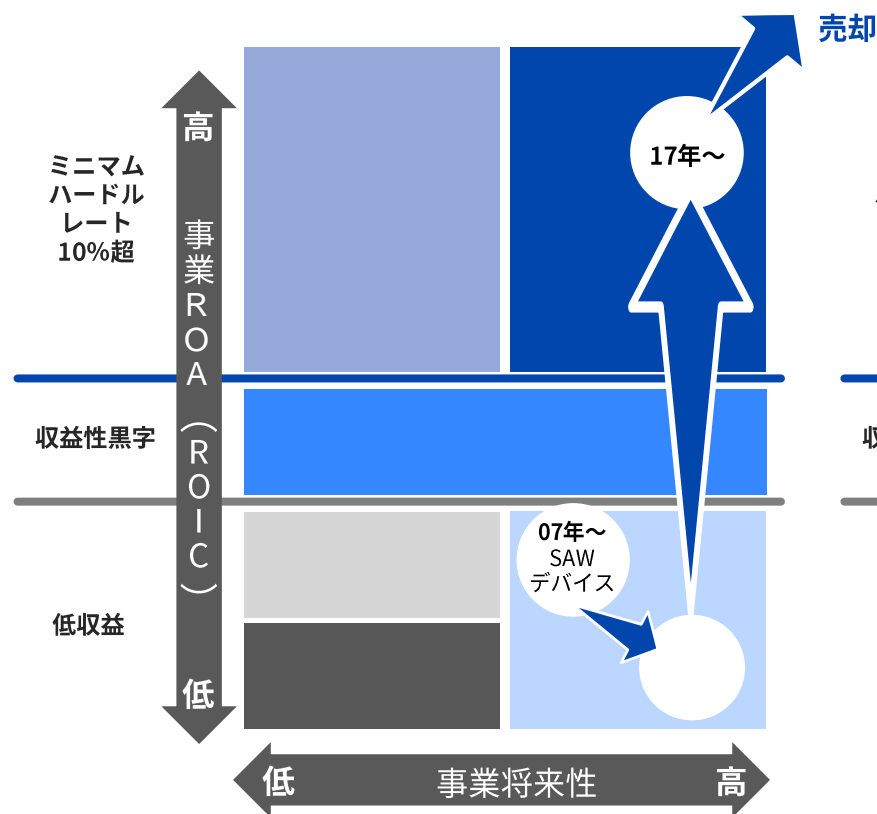 売却
高
17年～
ミニマム
ハードル
レート
10%超
事業ROA（ROIC）
収益性黒字
07年～
SAW
デバイス
低収益
低
低
事業将来性
高